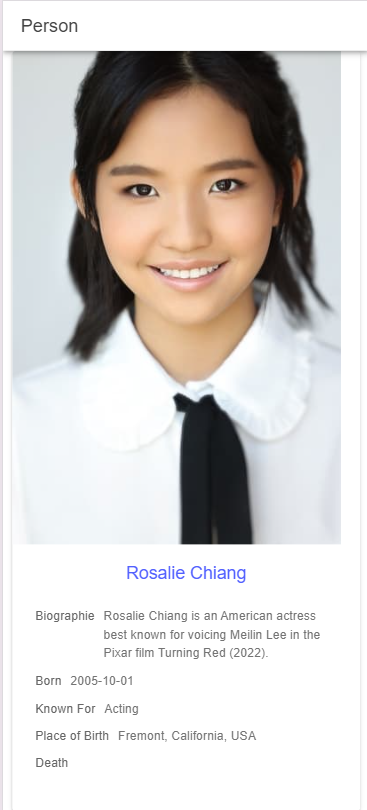 Person
Rosalie Chiang
Biographie Rosalie Chiang is an American actress
best known for voicing Meilin Lee in the
Pixar film Turning Red (2022).
Born 2005-10-01
Known For Acting
Place of Birth Fremont, California, USA
Death